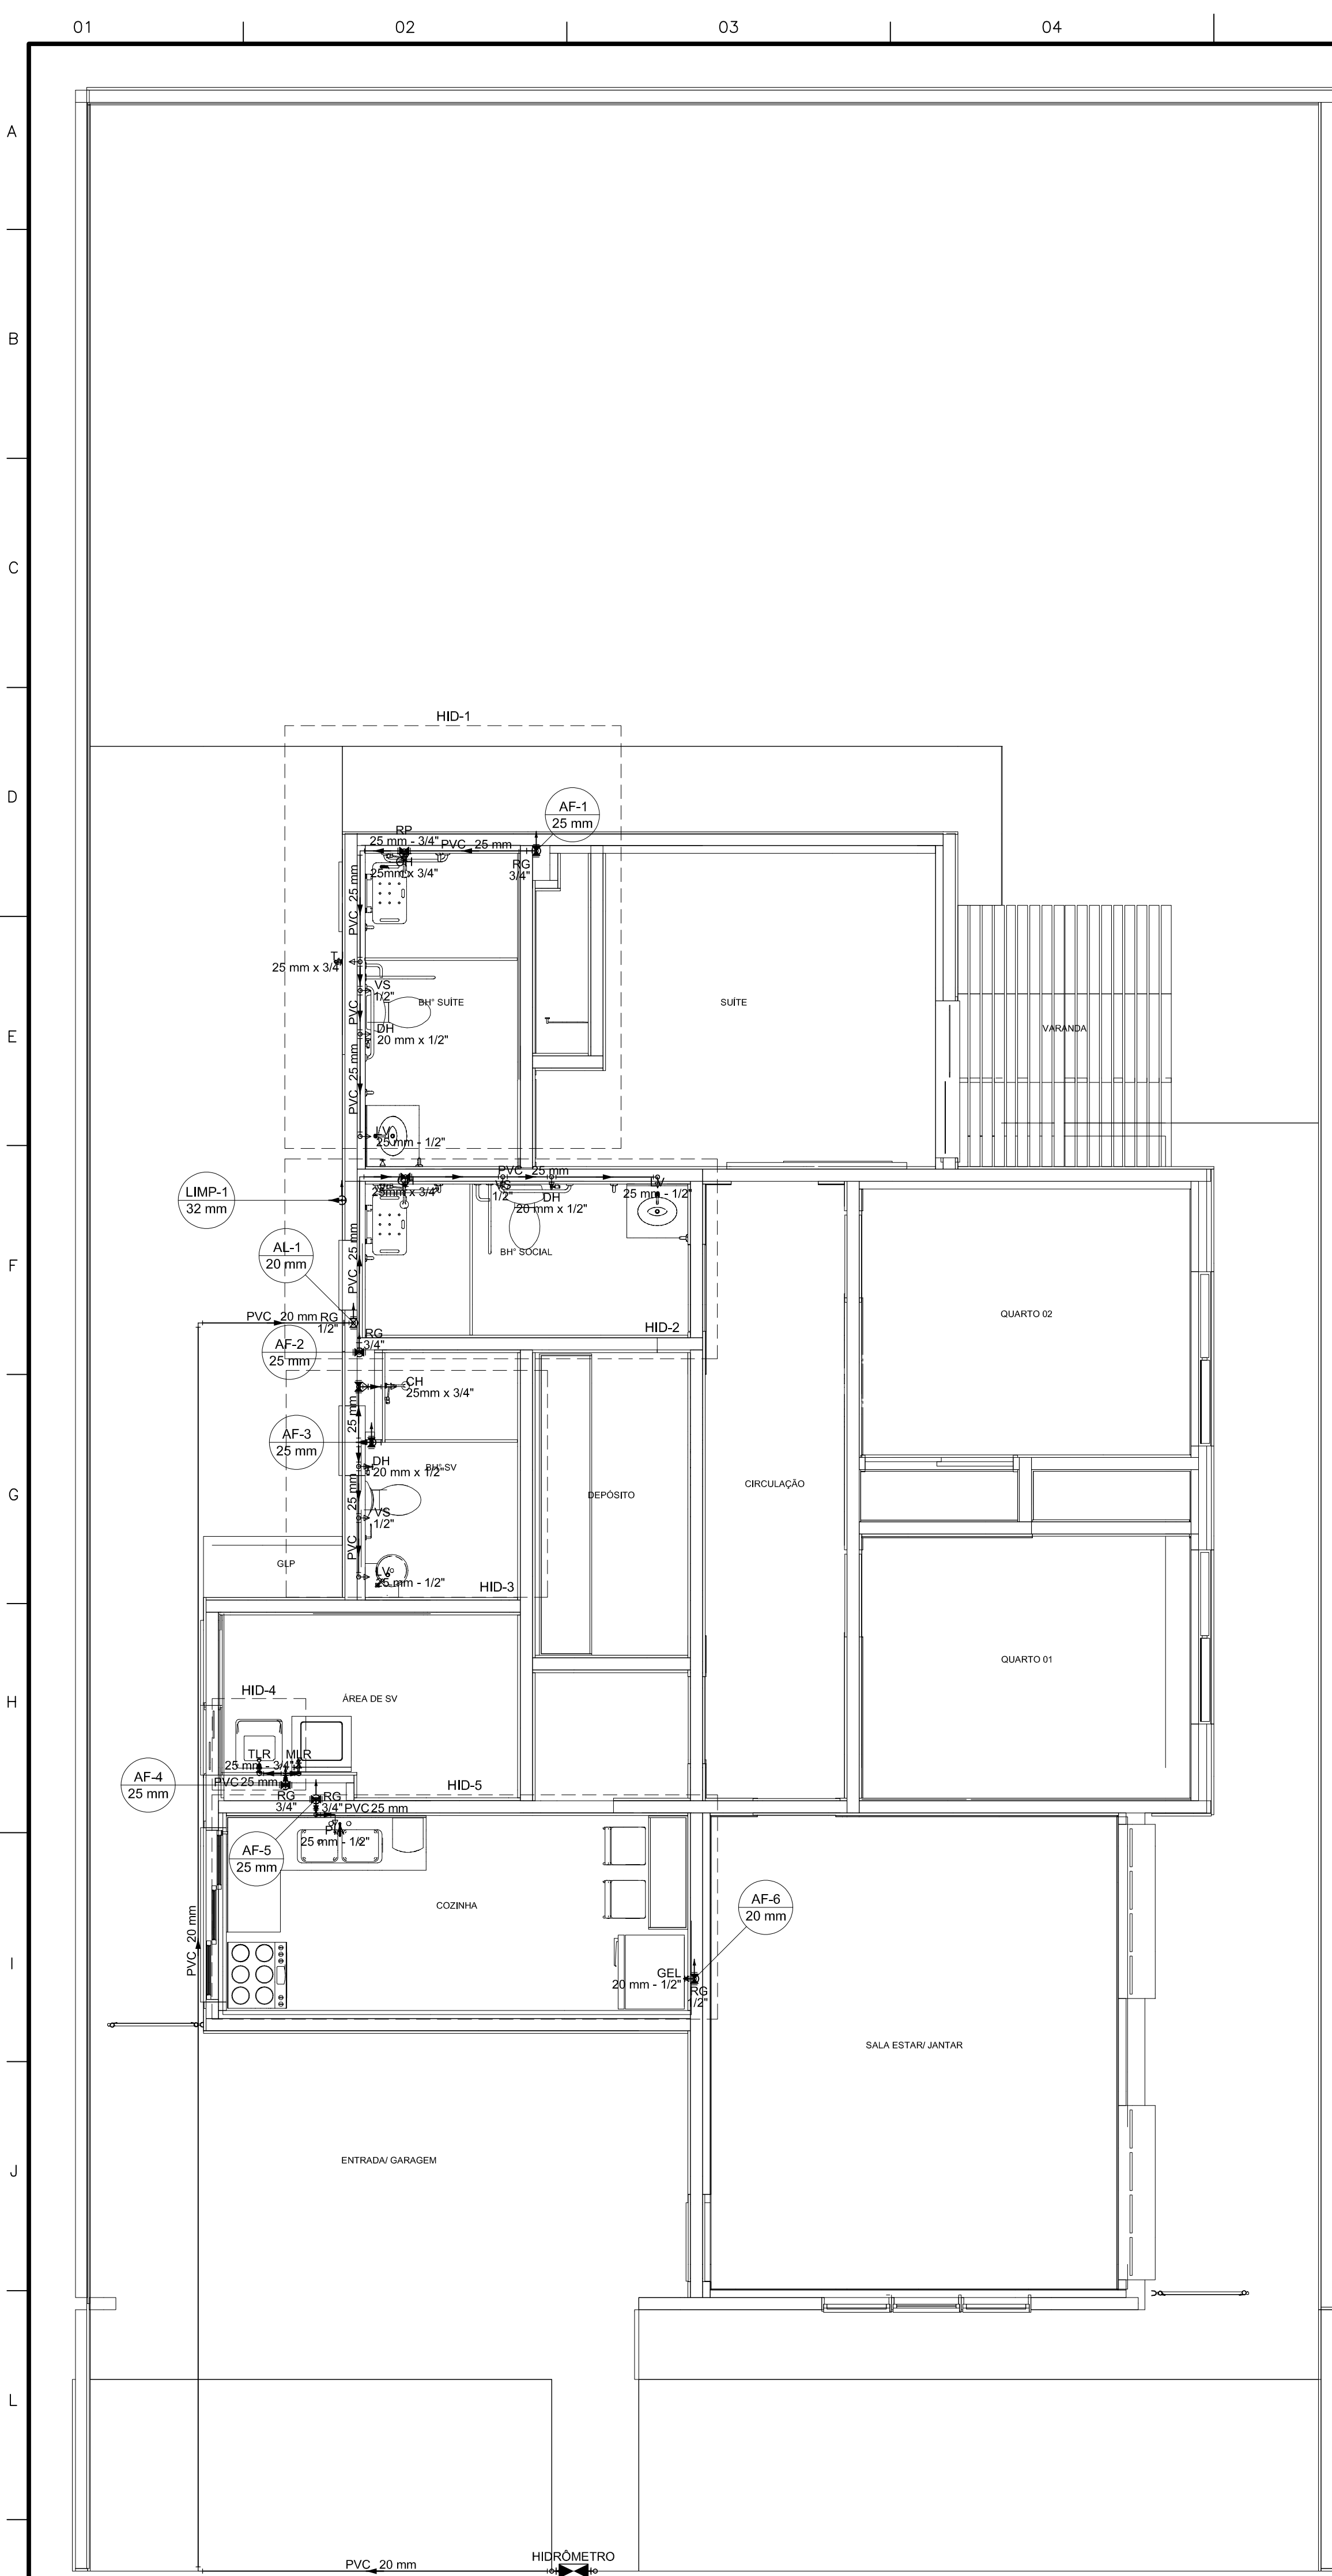 01 02 03 04
A
B
C
HID-1
D
AF-1
25 mm
RP
25 mm - 3/4"
PVC 25 mm
CH
25mm x 3/4"
RG
3/4"
PVC 25 mm
25 mm x 3/4"
VS
1/2"
BH° SUÍTE
SUÍTE
VARANDA
PVC
E
DH
20 mm x 1/2"
25 mm
PVC
LV
25 mm - 1/2"
LIMP-1
32 mm
PVC 25 mm
25mm x 3/4"
VS
1/2"
DH
20 mm x 1/2"
LV
25 mm - 1/2"
AL-1
20 mm
PVC 25 mm
BH° SOCIAL
F
QUARTO 02
PVC 20 mm
RG
1/2"
HID-2
AF-2
25 mm
RG
3/4"
CH
25mm x 3/4"
25 mm
AF-3
25 mm
DH
20 mm x 1/2"
BH° SV
G
25 mm
DEPÓSITO
CIRCULAÇÃO
VS
1/2"
PVC
GLP
LV
25 mm - 1/2"
HID-3
QUARTO 01
HID-4
ÁREA DE SV
H
TLR
MLR
25 mm - 3/4"
AF-4
25 mm
PVC 25 mm
HID-5
RG
3/4"
RG
3/4"
PVC 25 mm
PIA
25 mm - 1/2"
AF-5
25 mm
COZINHA
AF-6
20 mm
PVC 20 mm
I
GEL
20 mm - 1/2"
RG
1/2"
SALA ESTAR/ JANTAR
J
ENTRADA/ GARAGEM
L
HIDRÔMETRO
PVC 20 mm